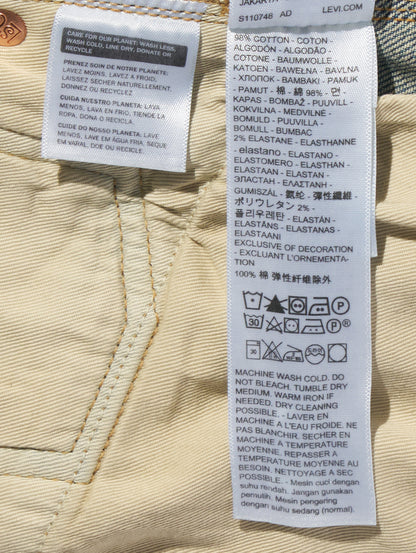 CARE FOR OUR PLANET: WASH LESS,
WASH COLD, LINE DRY, DONATE OR
RECYCLE
PRENEZ SOIN DE NOTRE PLANETE:
LAVEZ MOINS, LAVEZ À FROID,
LAISSEZ SÉCHER NATURELLEMENT
OU RECYCLEZ.
CUIDA NUESTRO PLANETA: LAVA
MENOS, LAVA EN FRIO, TIENDE LA
ROPA, DONA O RECICLA.
CUIDE DO NOSSO PLANETA: LAVE
MENOS, LAVE EM ÁGUA FRIA, SEQUE
EM VARAL, DOE OU RECICLE.
JAKARTA
S110748 AD LEVI.COM
98% COTTON - COTON -
ALGODÓN - ALGODÃO -
COTONE - BAUMWOLLE -
KATOEN - BAWEŁNA - BAVLNA
- ХЛОПОК - BAMBAKI - PAMUK
- PAMUT - 棉 - 綿 98% - 면 -
KAPAS - BOMBAŽ - PUUVILL -
KOKVILNA - MEDVILNĖ -
BOMULD - PUUVILLA -
BOMULL - BUMBAC
2% ELASTANE - ELASTHANNE
- elastano - ELASTANO -
ELASTOMERO - ELASTHAN -
ELASTAAN - ELASTAN -
ЭЛАСТАН - ELASTAN -
GUMISZÁL - 氨纶 - 弹性纖維 -
ポリウレタン 2% -
폴리우레탄 - ELASTÁN -
ELASTĀNS - ELASTANAS -
ELASTAANI
EXCLUSIVE OF DECORATION
- EXCLUANT L'ORNEMENTA-
TION
100% 棉 弹性纤维除外
30
MACHINE WASH COLD. DO
NOT BLEACH. TUMBLE DRY
MEDIUM. WARM IRON IF
NEEDED. DRY CLEANING
POSSIBLE. - LAVER EN
MACHINE A L'EAU FROIDE. NE
PAS BLANCHIR. SECHER EN
MACHINE A TEMPERATURE
MOYENNE. REPASSER A
TEMPERATURE MOYENNE AU
BESOIN. NETTOYAGE A SEC
POSSIBLE. - Mesin cuci dengan
suhu rendah. Jangan gunakan
pemutih. Mesin pengering
dengan suhu sedang (normal).